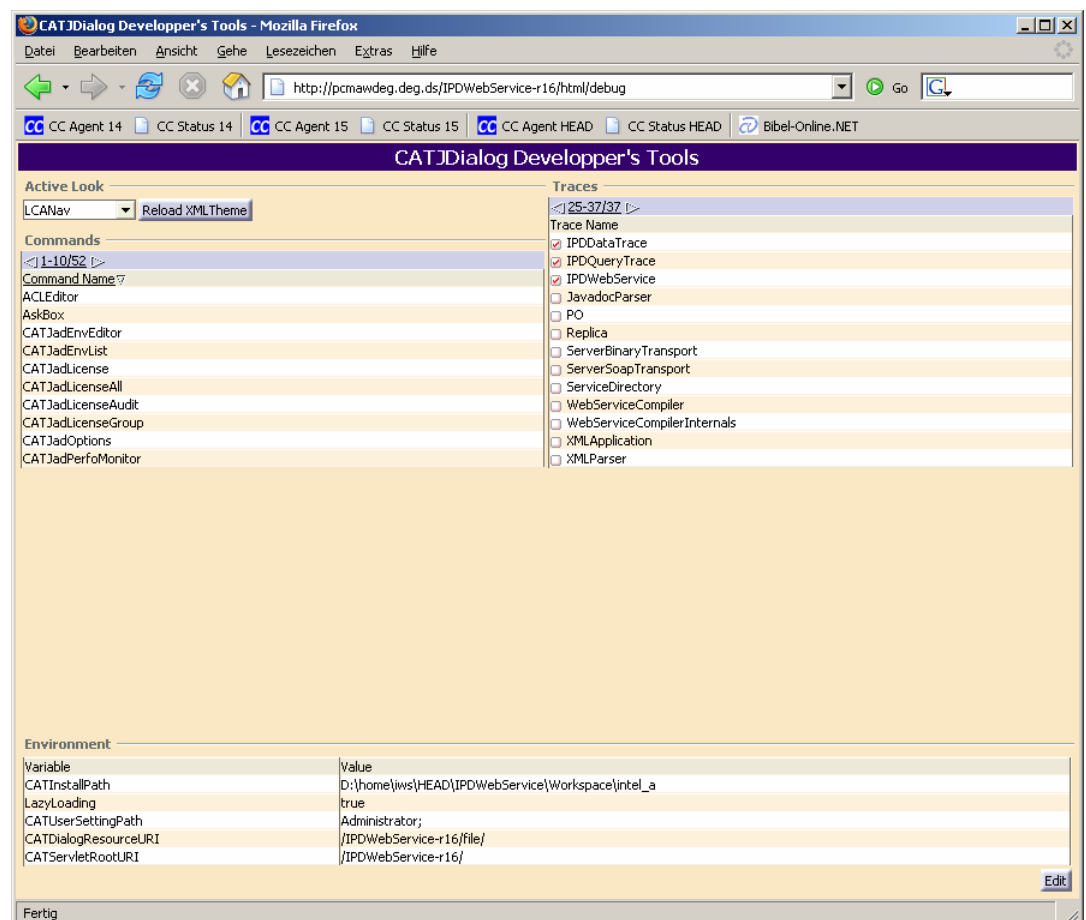 CATJDialog Developper's Tools - Mozilla Firefox
Datei Bearbeiten Ansicht Gehe Lesezeichen Extras Hilfe
http://pcmawdeg.deg.ds/IPDWebService-r16/html/debug Go G
CC CC Agent 14 CC Status 14 CC CC Agent 15 CC Status 15 CC CC Agent HEAD CC Status HEAD Bibel-Online.NET
CATJDialog Developper's Tools
Active Look
LCANav Reload XMLTheme
Commands
1-10/52
Command Name
ACLEditor
AskBox
CATJadEnvEditor
CATJadEnvList
CATJadLicense
CATJadLicenseAll
CATJadLicenseAudit
CATJadLicenseGroup
CATJadOptions
CATJadPerfoMonitor
Traces
25-37/37
Trace Name
IPDDataTrace
IPDQueryTrace
IPDWebService
JavadocParser
PO
Replica
ServerBinaryTransport
ServerSoapTransport
ServiceDirectory
WebServiceCompiler
WebServiceCompilerInternals
XMLApplication
XMLParser
Environment
Variable Value
CATInstallPath D:\home\iws\HEAD\IPDWebService\Workspace\intel_a
LazyLoading true
CATUserSettingPath Administrator;
CATDialogResourceURI /IPDWebService-r16/file/
CATServletRootURI /IPDWebService-r16/
Edit
Fertig